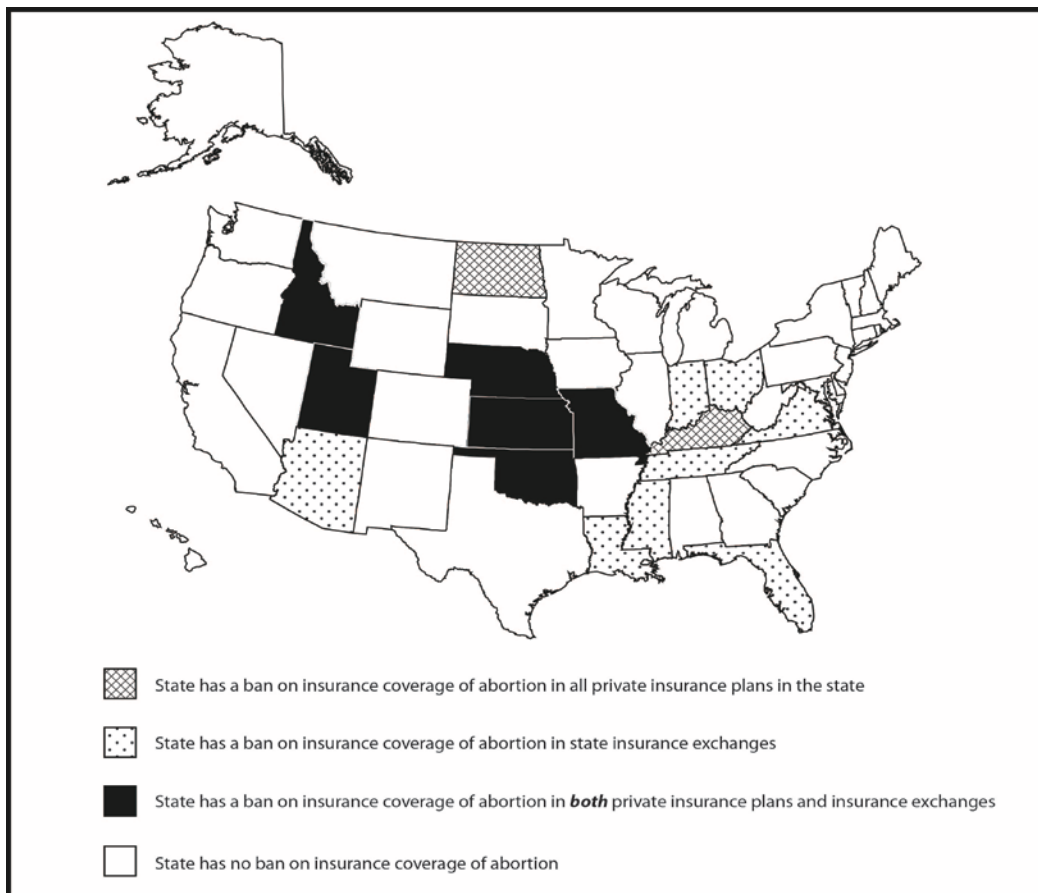 State has a ban on insurance coverage of abortion in all private insurance plans in the state
State has a ban on insurance coverage of abortion in state insurance exchanges
State has a ban on insurance coverage of abortion in both private insurance plans and insurance exchanges
State has no ban on insurance coverage of abortion